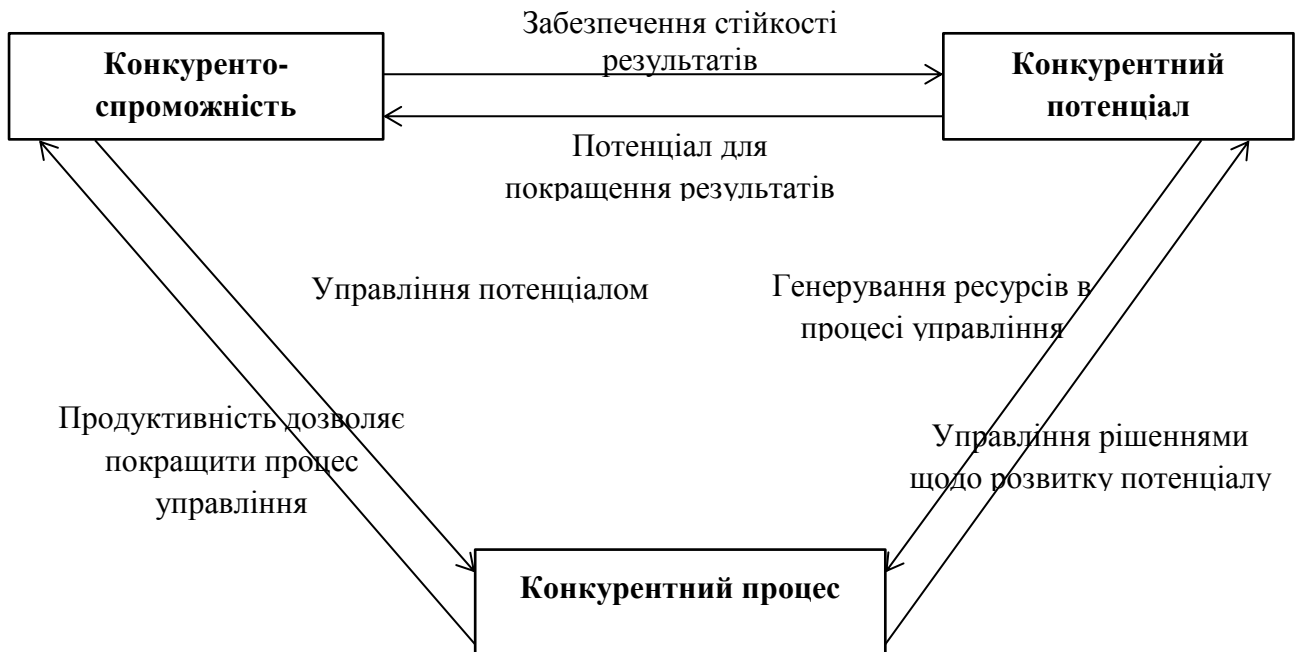 Забезпечення стійкості
результатів
Конкуренто-
спроможність
Конкурентний
потенціал
Потенціал для
покращення результатів
Управління потенціалом
Генерування ресурсів в
процесі управління
Продуктивність дозволяє
покращити процес
управління
Управління рішеннями
щодо розвитку потенціалу
Конкурентний процес